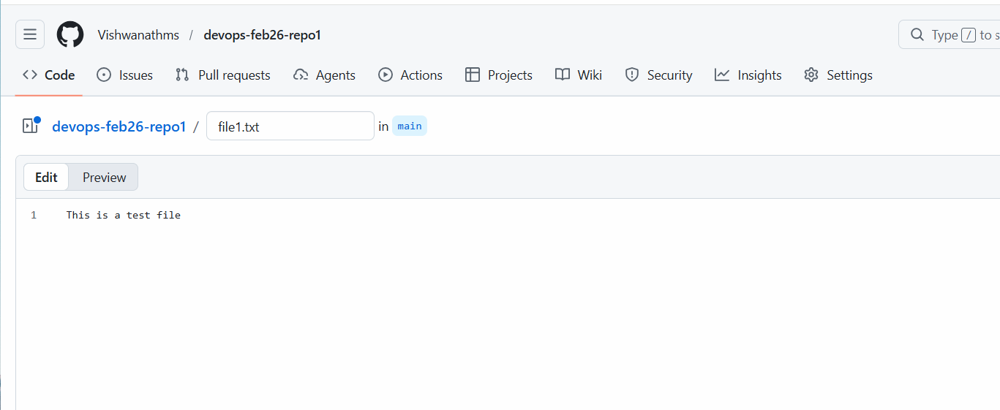 Vishwanathms / devops-feb26-repo1
Type / to s
Code Issues Pull requests Agents Actions Projects Wiki Security Insights Settings
devops-feb26-repo1 / file1.txt in main
Edit Preview
1 This is a test file